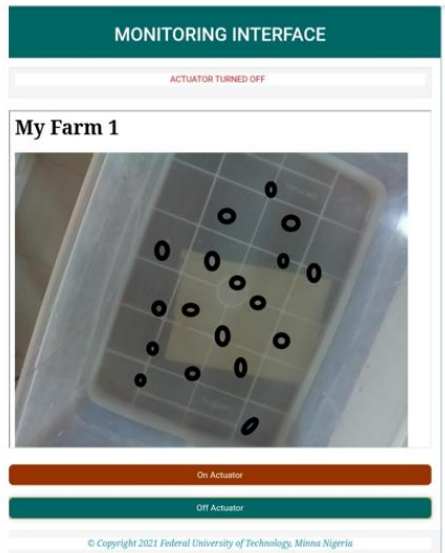 MONITORING INTERFACE
ACTUATOR TURNED OFF
My Farm 1
On Actuator
Off Actuator
© Copyright 2021 Federal University of Technology, Minna Nigeria